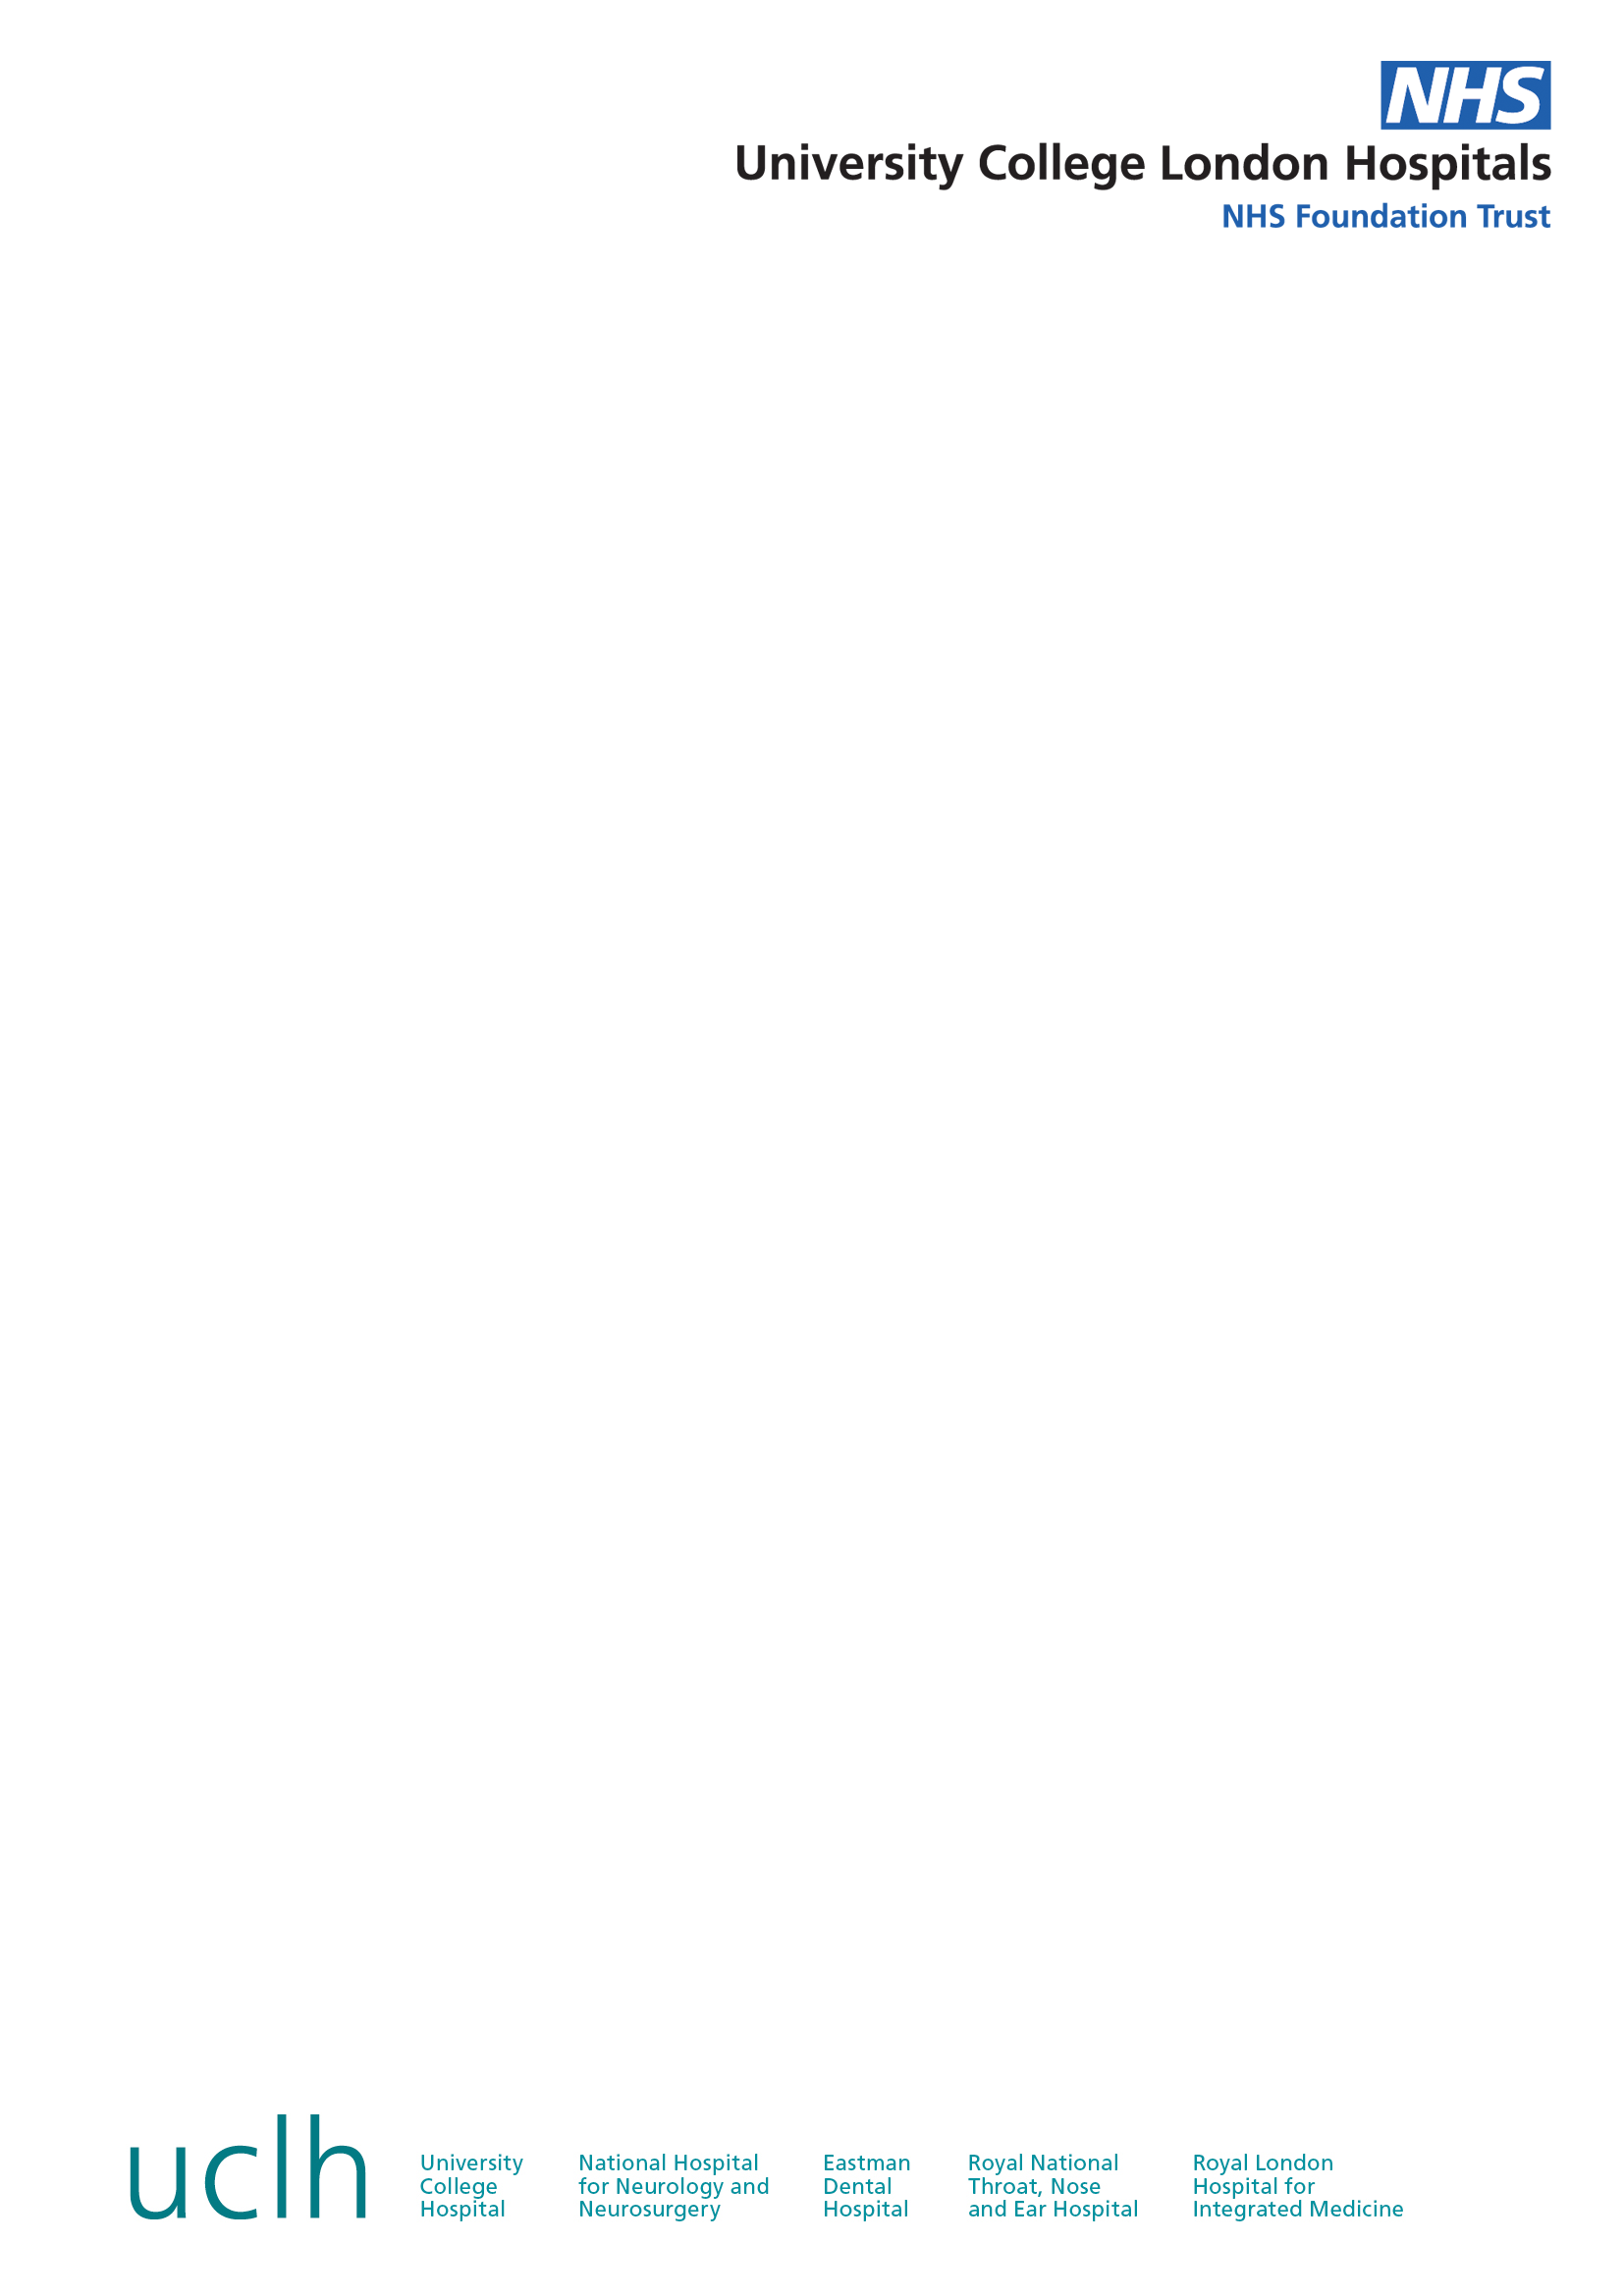 NHS
University College London Hospitals
NHS Foundation Trust
uclh
University
College
Hospital
National Hospital
for Neurology and
Neurosurgery
Eastman
Dental
Hospital
Royal National
Throat, Nose
and Ear Hospital
Royal London
Hospital for
Integrated Medicine